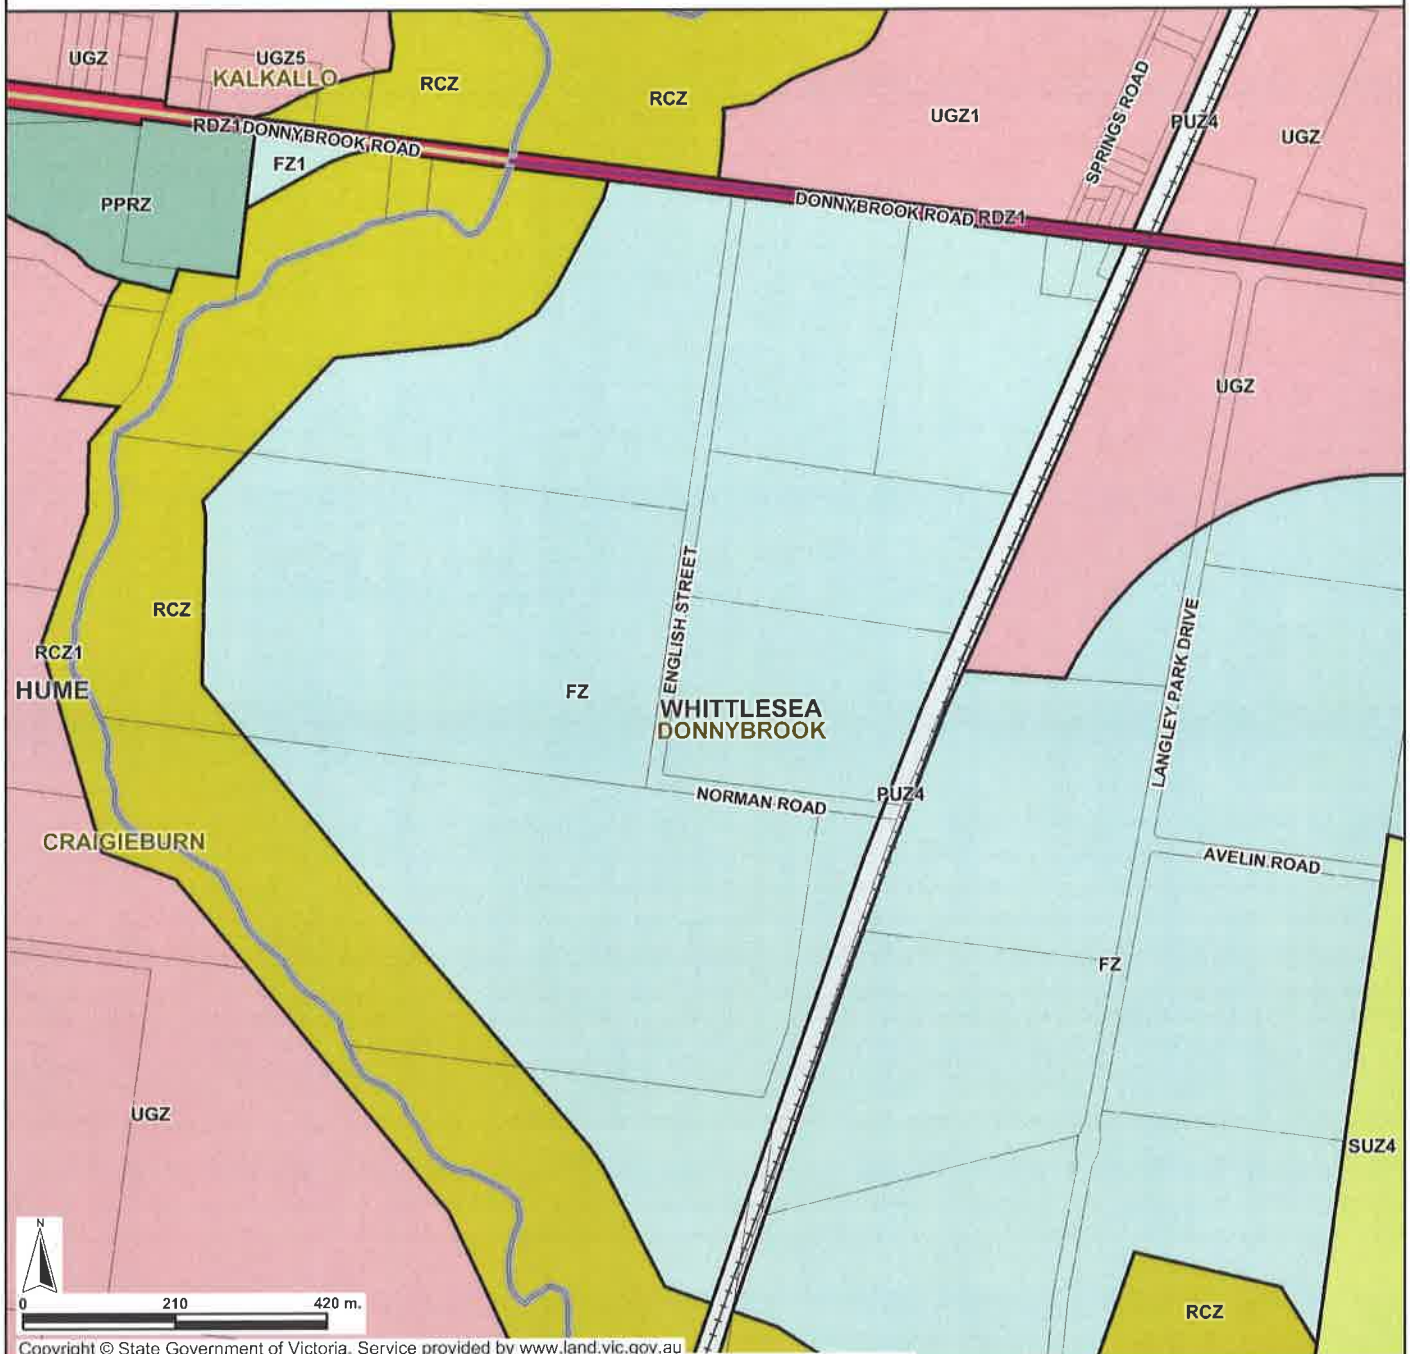 UGZ
UGZ5
KALKALLO
RCZ
RCZ
UGZ1
SPRINGS ROAD
PUZ4
UGZ
RDZ1 DONNYBROOK ROAD
FZ1
PPRZ
DONNYBROOK ROAD RDZ1
UGZ
ENGLISH STREET
RCZ
RCZ1
HUME
FZ
WHITTLESEA
DONNYBROOK
LANGLEY PARK DRIVE
NORMAN ROAD
PUZ4
CRAIGIEBURN
AVELIN ROAD
FZ
UGZ
SUZ4
N
0 210 420 m.
RCZ
Copyright © State Government of Victoria. Service provided by www.land.vic.gov.au